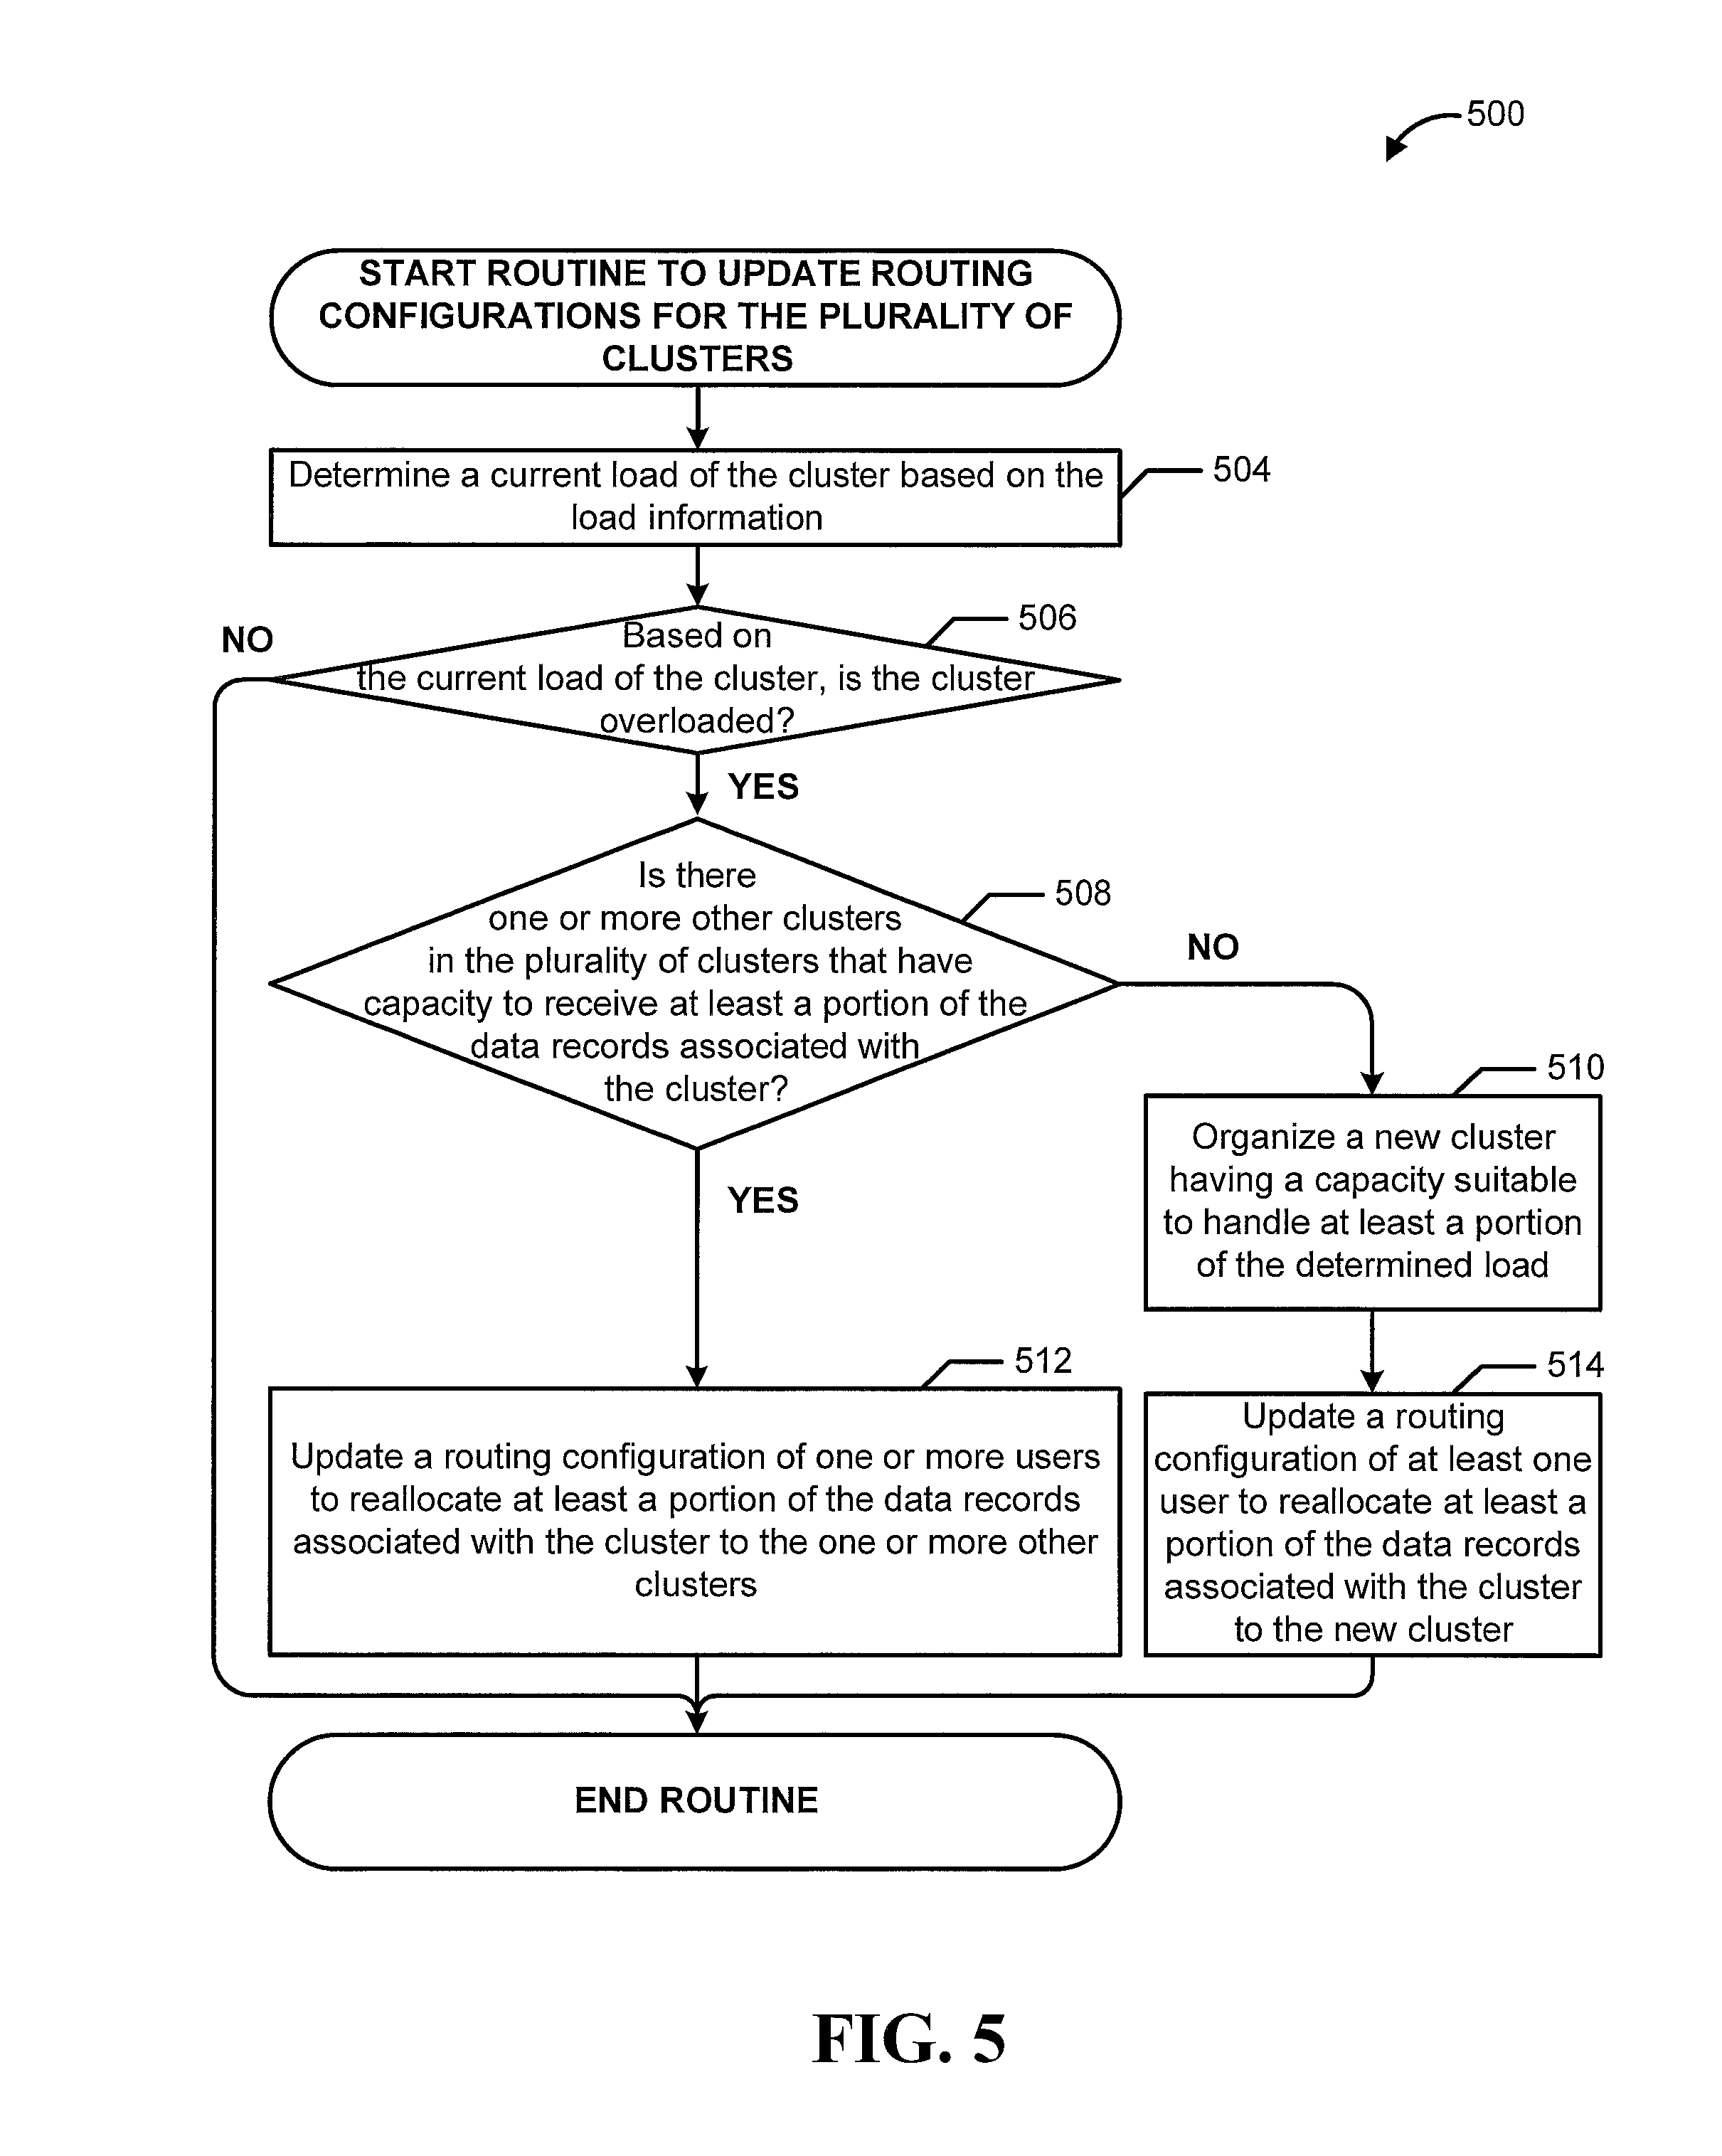 500
START ROUTINE TO UPDATE ROUTING
CONFIGURATIONS FOR THE PLURALITY OF
CLUSTERS
Determine a current load of the cluster based on the
load information
504
506
NO
Based on
the current load of the cluster, is the cluster
overloaded?
YES
508
Is there
one or more other clusters
in the plurality of clusters that have
capacity to receive at least a portion of the
data records associated with
the cluster?
NO
YES
510
Organize a new cluster
having a capacity suitable
to handle at least a portion
of the determined load
512
Update a routing configuration of one or more users
to reallocate at least a portion of the data records
associated with the cluster to the one or more other
clusters
514
Update a routing
configuration of at least one
user to reallocate at least a
portion of the data records
associated with the cluster
to the new cluster
END ROUTINE
FIG. 5